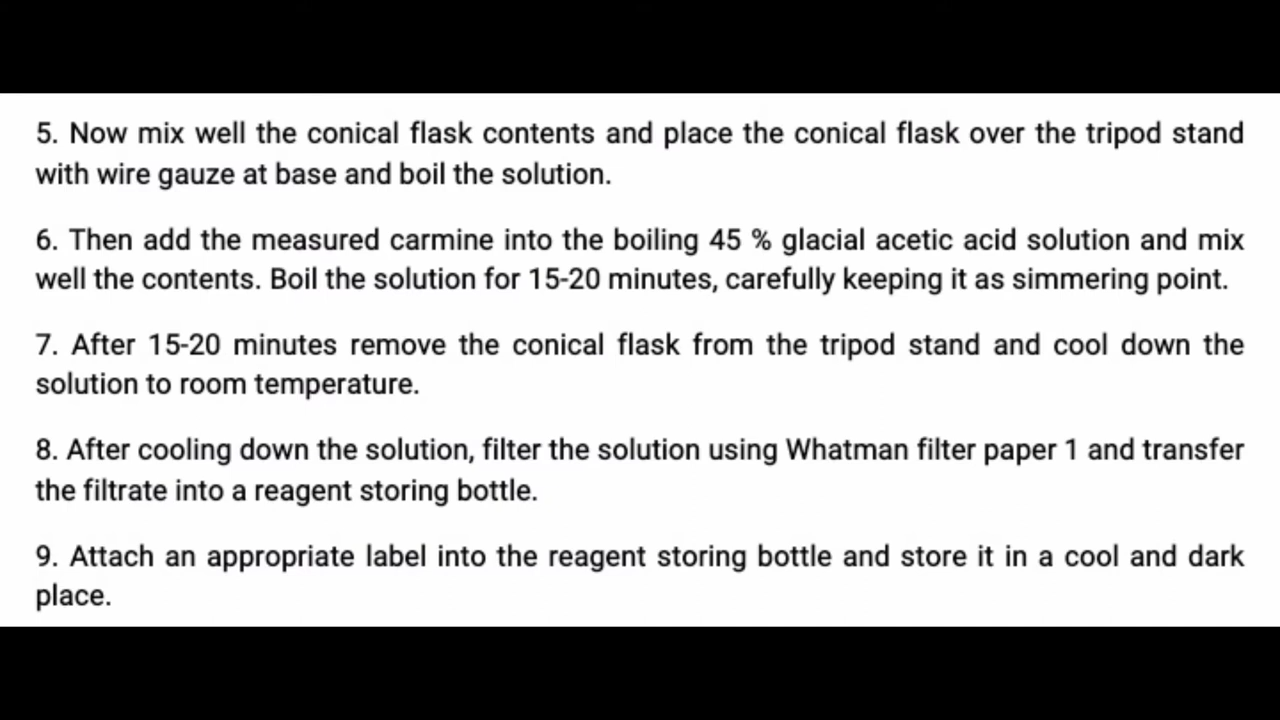 5. Now mix well the conical flask contents and place the conical flask over the tripod stand
with wire gauze at base and boil the solution.
6. Then add the measured carmine into the boiling 45 % glacial acetic acid solution and mix
well the contents. Boil the solution for 15-20 minutes, carefully keeping it as simmering point.
7. After 15-20 minutes remove the conical flask from the tripod stand and cool down the
solution to room temperature.
8. After cooling down the solution, filter the solution using Whatman filter paper 1 and transfer
the filtrate into a reagent storing bottle.
9. Attach an appropriate label into the reagent storing bottle and store it in a cool and dark
place.